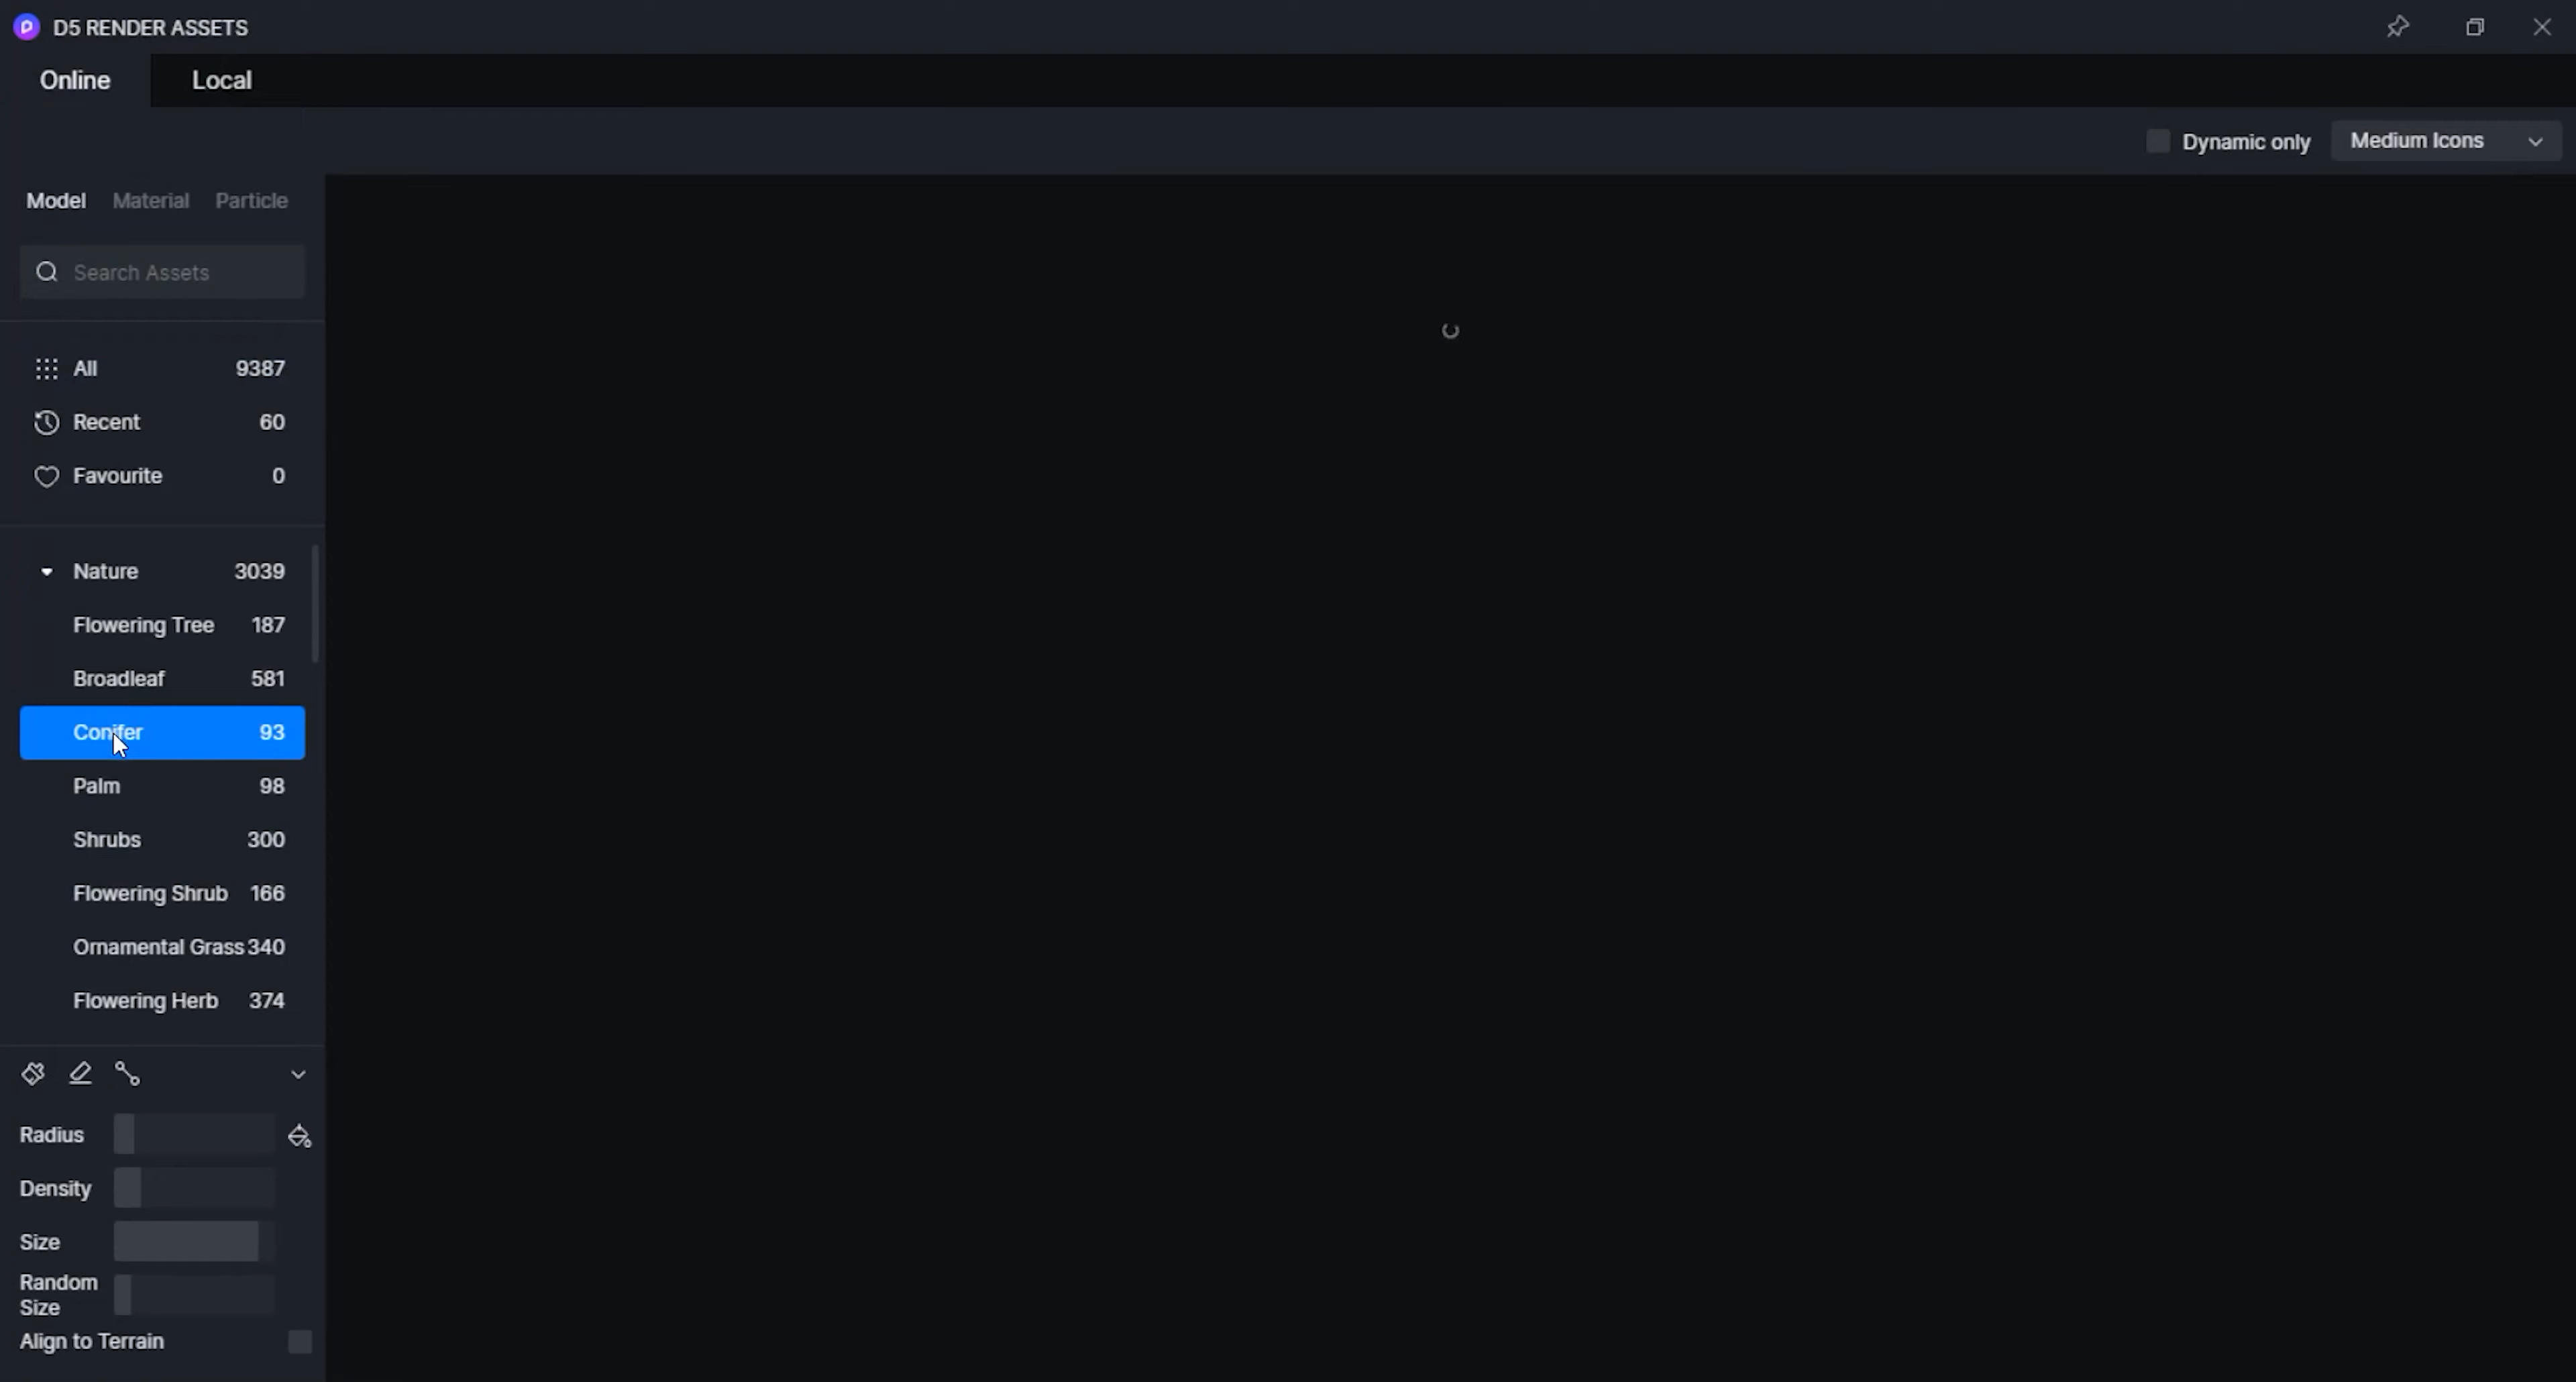 D5 RENDER ASSETS
Online Local
Dynamic only Medium Icons
Model Material Particle
Search Assets
All 9387
Recent 60
Favourite 0
Nature 3039
Flowering Tree 187
Broadleaf 581
Conifer 93
Palm 98
Shrubs 300
Flowering Shrub 166
Ornamental Grass 340
Flowering Herb 374
Radius
Density
Size
Random
Size
Align to Terrain